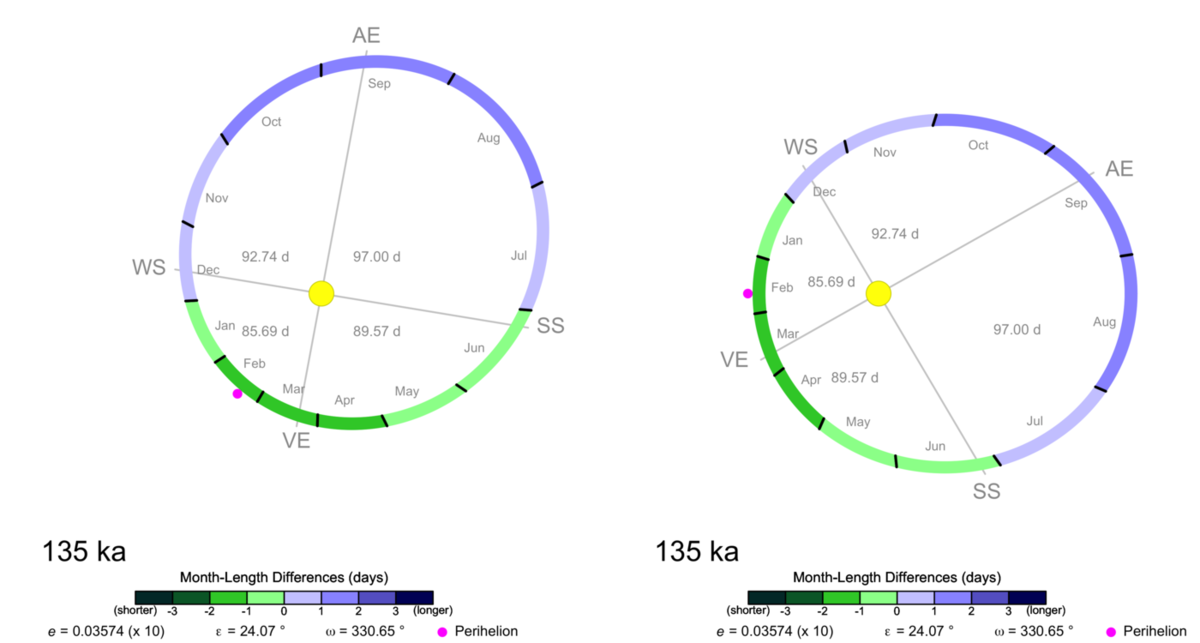 AE
Sep
Oct
Aug
Nov
92.74 d
97.00 d
Jul
WS
Dec
Jan
85.69 d
89.57 d
SS
Jun
Feb
Mar
May
Apr
VE
135 ka
Month-Length Differences (days)
(shorter) -3 -2 -1 0 1 2 3 (longer)
e = 0.03574 (x 10) ε = 24.07 ° ω = 330.65 ° Perihelion
WS
Nov
Oct
AE
Dec
Sep
92.74 d
Jan
85.69 d
Feb
97.00 d
Aug
Mar
VE
Apr
89.57 d
May
Jul
Jun
SS
135 ka
Month-Length Differences (days)
(shorter) -3 -2 -1 0 1 2 3 (longer)
e = 0.03574 (x 10) ε = 24.07 ° ω = 330.65 ° Perihelion